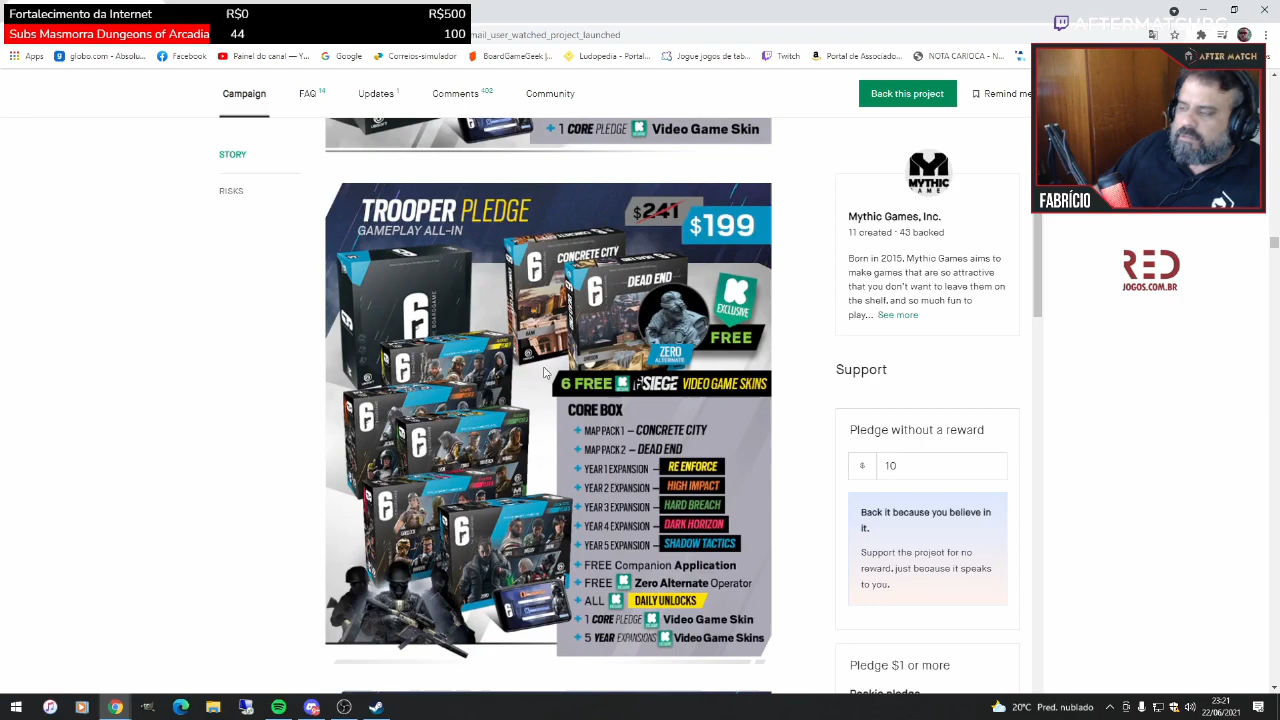 Fortalecimento da Internet R$0 R$500
Subs Masmorra Dungeons of Arcadia 44 100
AFTERMATCHBG
mail_user_watched_project_launched
Apps globo.com - Absolu... Facebook Painel do canal — Y... Google Correios-simulador BoardGameGeek Ludopedia - Portal... Jogue jogos de tab... Twitch Portal de Associado... NOTA CARIOCA - N...
AFTER MATCH
Campaign FAQ 14 Updates 1 Comments 402 Community Back this project Remind me
FABRÍCIO
STORY
RISKS
+ 1 CORE PLEDGE Video Game Skin
TROOPER PLEDGE
GAMEPLAY ALL-IN
$241
$199
CONCRETE CITY
DEAD END
6
EXCLUSIVE
FREE
ZERO
ALTERNATE
6 FREE SIEGE VIDEO GAME SKINS
CORE BOX
+ MAP PACK 1 – CONCRETE CITY
+ MAP PACK 2 – DEAD END
+ YEAR 1 EXPANSION – RE ENFORCE
+ YEAR 2 EXPANSION – HIGH IMPACT
+ YEAR 3 EXPANSION – HARD BREACH
+ YEAR 4 EXPANSION – DARK HORIZON
+ YEAR 5 EXPANSION – SHADOW TACTICS
+ FREE Companion Application
+ FREE Zero Alternate Operator
+ ALL DAILY UNLOCKS
+ 1 CORE PLEDGE Video Game Skin
+ 5 YEAR EXPANSIONS Video Game Skins
MYTHIC
GAMES
Mythic Games, Inc.
11 created · 43 backed
Born in 2015, Mythic Games aims to
make games that are so attractive
that you don't want to leave them on
the shelf, and so much fun to
play... See more
RED
JOGOS.COM.BR
Support
Pledge without a reward
$ 10
Back it because you believe in
it.
Support the project for no
reward, just because it speaks
to you.
Pledge $1 or more
Rookie pledge
20°C Pred. nublado
23:21
22/06/2021